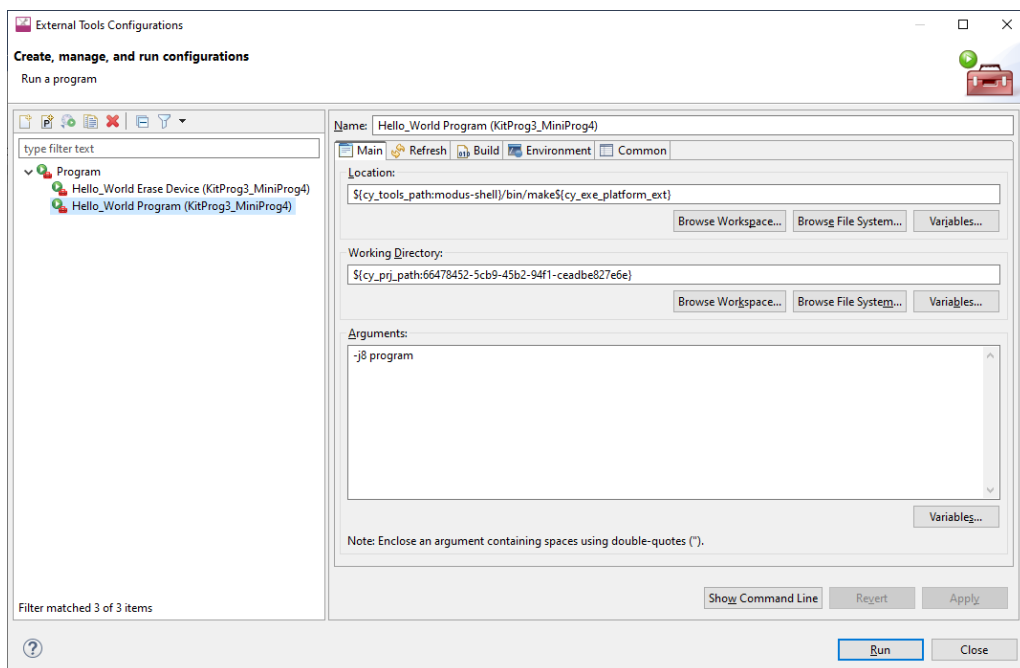 External Tools Configurations
Create, manage, and run configurations
Run a program
type filter text
Program
Hello_World Erase Device (KitProg3_MiniProg4)
Hello_World Program (KitProg3_MiniProg4)
Filter matched 3 of 3 items
Name: Hello_World Program (KitProg3_MiniProg4)
Main Refresh Build Environment Common
Location:
${cy_tools_path:modus-shell}/bin/make${cy_exe_platform_ext}
Browse Workspace... Browse File System... Variables...
Working Directory:
${cy_prj_path:66478452-5cb9-45b2-94f1-ceadbe827e6e}
Browse Workspace... Browse File System... Variables...
Arguments:
-j8 program
Variables...
Note: Enclose an argument containing spaces using double-quotes (").
Show Command Line Revert Apply
Run Close